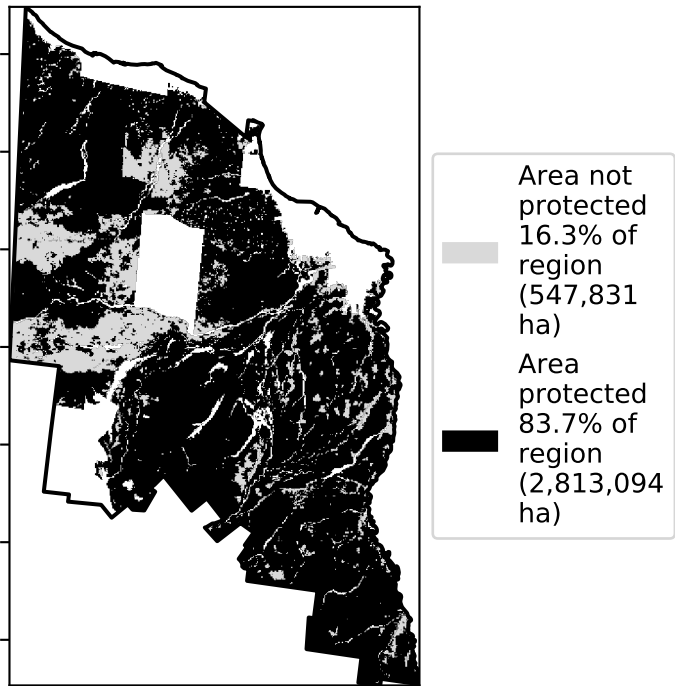 Area not
protected
16.3% of
region
(547,831
ha)
Area
protected
83.7% of
region
(2,813,094
ha)